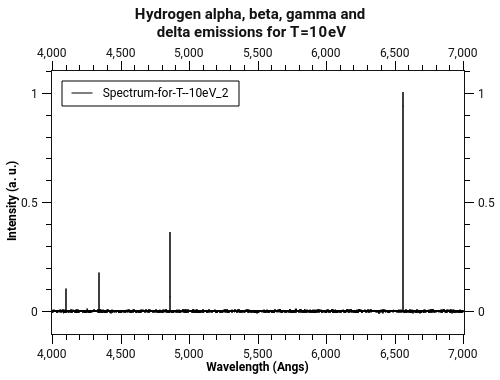 Hydrogen alpha, beta, gamma and
delta emissions for T=10eV
4,000 4,500 5,000 5,500 6,000 6,500 7,000
Spectrum-for-T--10eV_2
1 1
Intensity (a. u.)
0.5 0.5
0 0
4,000 4,500 5,000 5,500 6,000 6,500 7,000
Wavelength (Angs)